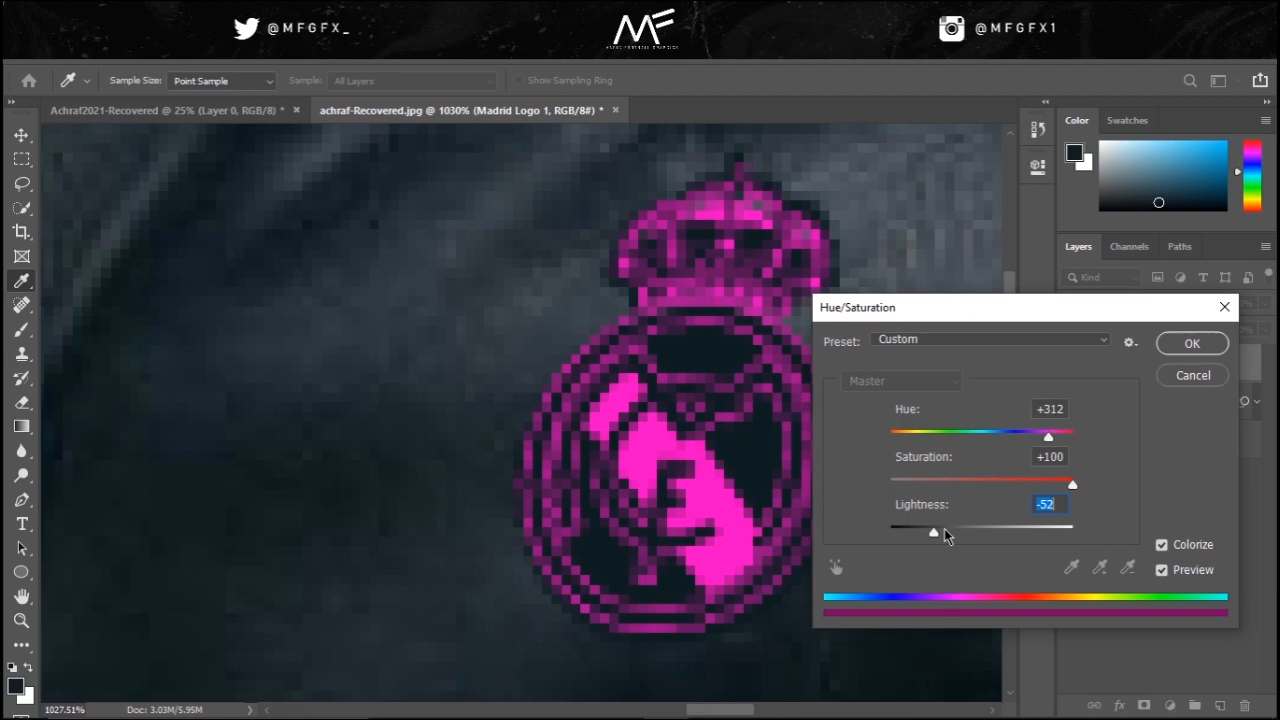 @MFGFX_
MF
@MFGFX1
Sample Size: Point Sample
Sample: All Layers
Show Sampling Ring
Achraf2021-Recovered @ 25% (Layer 0, RGB/8) *
achraf-Recovered.jpg @ 1030% (Madrid Logo 1, RGB/8#) *
Color
Swatches
Layers
Channels
Paths
Kind
Hue/Saturation
Preset: Custom
OK
Master
Cancel
Hue: +312
Saturation: +100
Lightness: -52
Colorize
Preview
1027.51%
Doc: 3.03M/5.95M